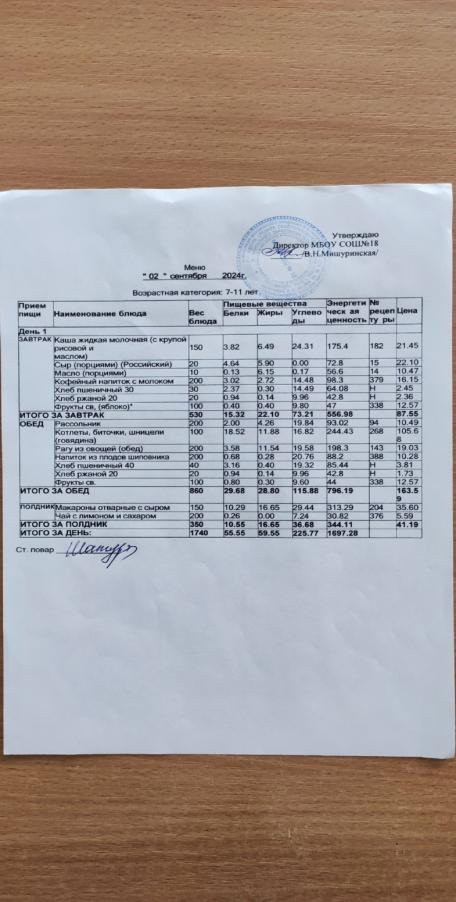 Утверждаю
Директор МБОУ СОШ№18
/В.Н.Мишуринская/
Меню
" 02 " сентября 2024г.
Возрастная категория: 7-11 лет
Прием пищи Наименование блюда Вес блюда Пищевые вещества Энергетическ ая ценность № рецепту ры Цена
Белки Жиры Углеводы
День 1
ЗАВТРАК Каша жидкая молочная (с крупой рисовой и маслом) 150 3.82 6.49 24.31 175.4 182 21.45
Сыр (порциями) (Российский) 20 4.64 5.90 0.00 72.8 15 22.10
Масло (порциями) 10 0.13 6.15 0.17 56.6 14 10.47
Кофейный напиток с молоком 200 3.02 2.72 14.48 98.3 379 16.15
Хлеб пшеничный 30 30 2.37 0.30 14.49 64.08 Н 2.45
Хлеб ржаной 20 20 0.94 0.14 9.96 42.8 Н 2.36
Фрукты св, (яблоко)* 100 0.40 0.40 9.80 47 338 12.57
ИТОГО ЗА ЗАВТРАК 530 15.32 22.10 73.21 556.98 87.55
ОБЕД Рассольник 200 2.00 4.26 19.84 93.02 94 10.49
Котлеты, биточки, шницели (говядина) 100 18.52 11.88 16.82 244.43 268 105.68
Рагу из овощей (обед) 200 3.58 11.54 19.58 198.3 143 19.03
Напиток из плодов шиповника 200 0.68 0.28 20.76 88.2 388 10.28
Хлеб пшеничный 40 40 3.16 0.40 19.32 85.44 Н 3.81
Хлеб ржаной 20 20 0.94 0.14 9.96 42.8 Н 1.73
Фрукты св. 100 0.80 0.30 9.60 44 338 12.57
ИТОГО ЗА ОБЕД 860 29.68 28.80 115.88 796.19 163.59
ПОЛДНИК Макароны отварные с сыром 150 10.29 16.65 29.44 313.29 204 35.60
Чай с лимоном и сахаром 200 0.26 0.00 7.24 30.82 376 5.59
ИТОГО ЗА ПОЛДНИК 350 10.55 16.65 36.68 344.11 41.19
ИТОГО ЗА ДЕНЬ: 1740 55.55 59.55 225.77 1697.28
Ст. повар